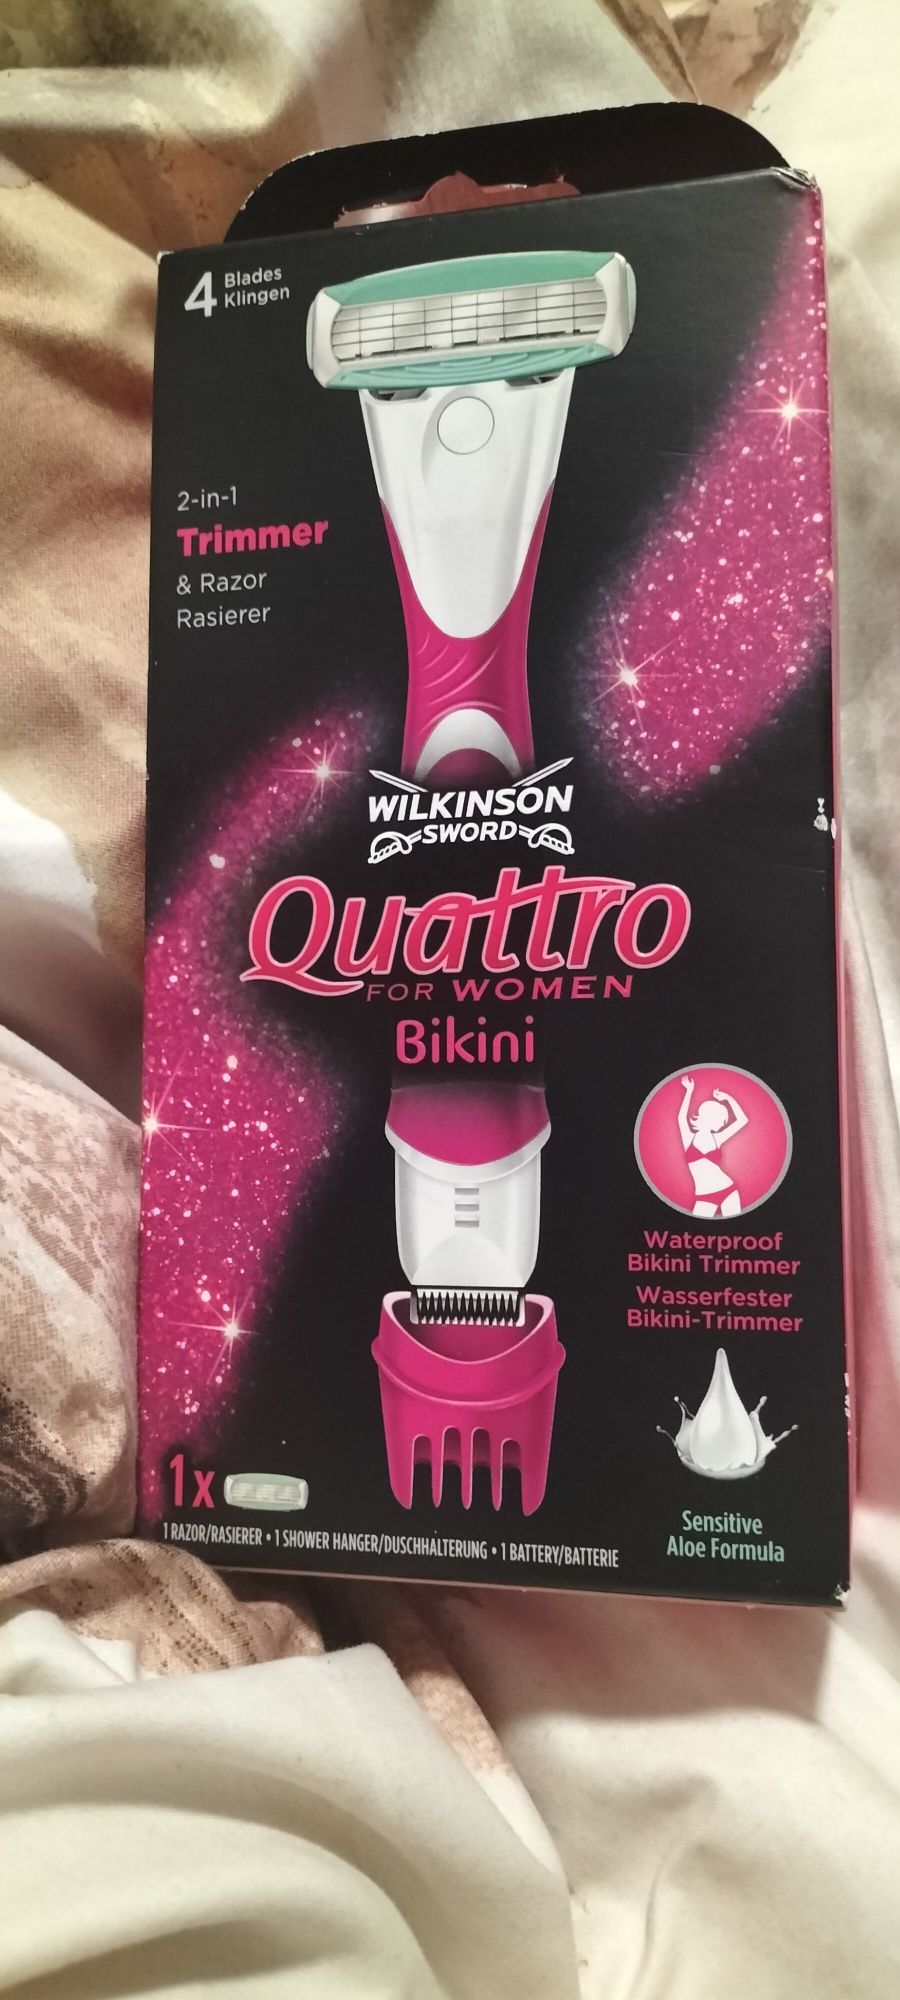 4 Blades
Klingen
2-in-1
Trimmer
& Razor
Rasierer
WILKINSON
SWORD
Quattro
FOR WOMEN
Bikini
Waterproof
Bikini Trimmer
Wasserfester
Bikini-Trimmer
1x
1 RAZOR/RASIERER • 1 SHOWER HANGER/DUSCHHALTERUNG • 1 BATTERY/BATTERIE
Sensitive
Aloe Formula